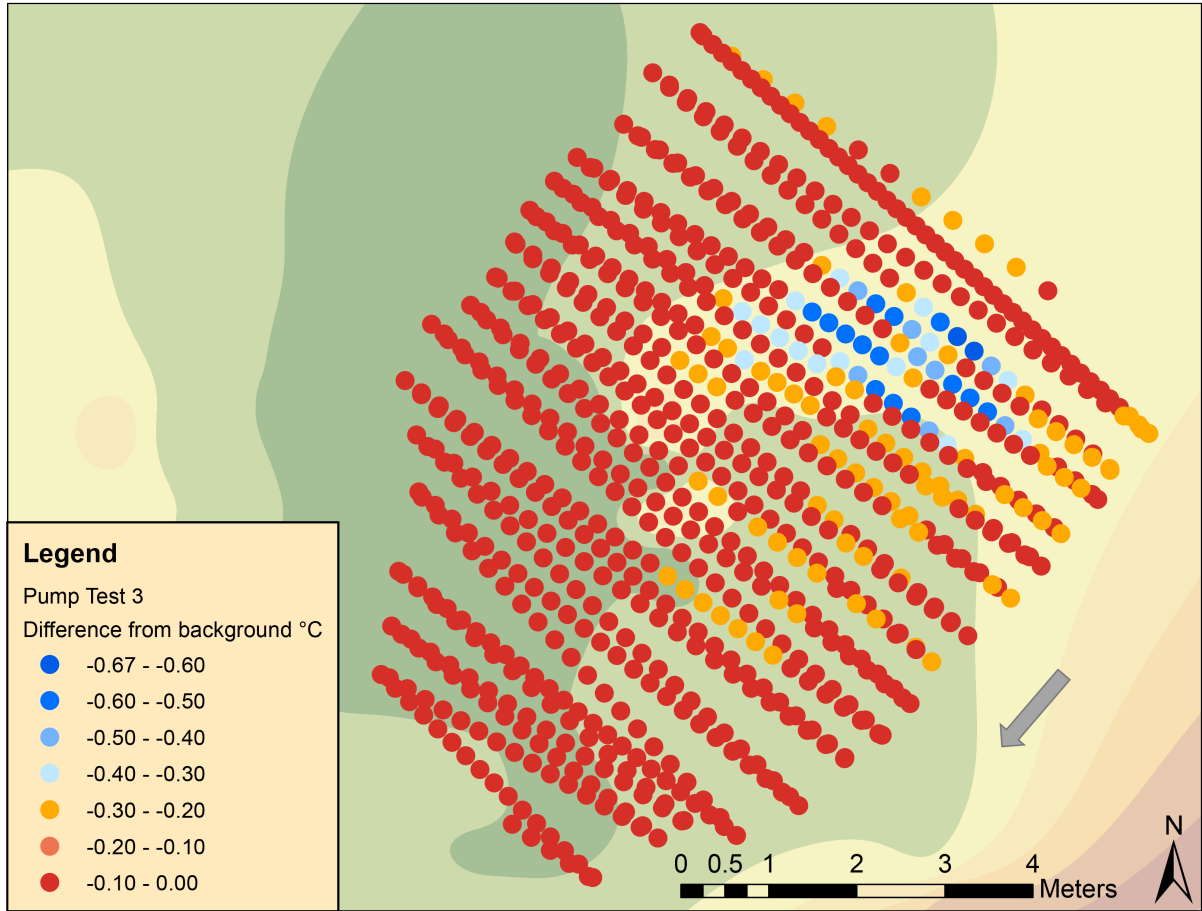 Legend
Pump Test 3
Difference from background °C
-0.67 - -0.60
-0.60 - -0.50
-0.50 - -0.40
-0.40 - -0.30
-0.30 - -0.20
-0.20 - -0.10
-0.10 - 0.00
0 0.5 1 2 3 4
Meters
N